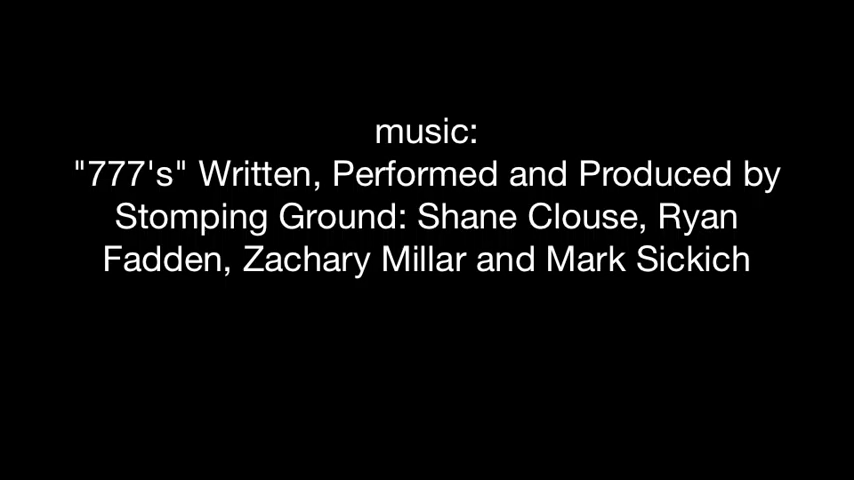 music:
"777's" Written, Performed and Produced by
Stomping Ground: Shane Clouse, Ryan
Fadden, Zachary Millar and Mark Sickich